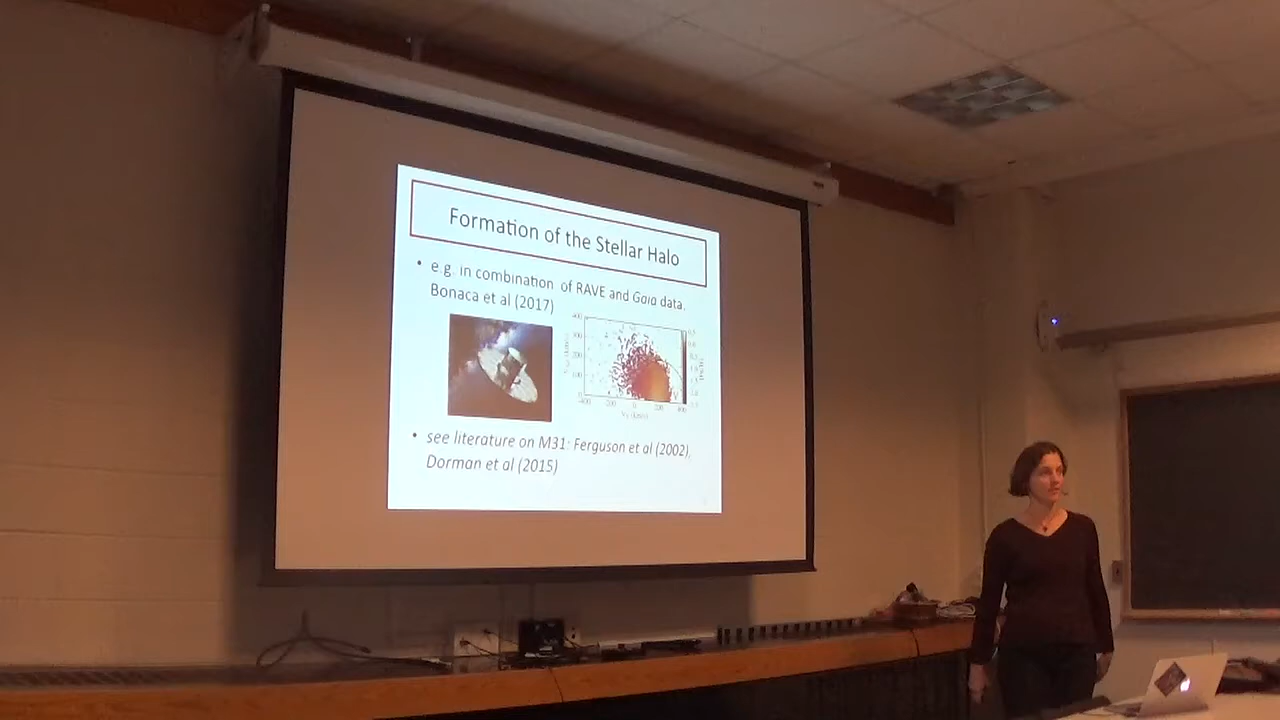 Formation of the Stellar Halo
• e.g. in combination of RAVE and Gaia data.
Bonaca et al (2017)
• see literature on M31: Ferguson et al (2002),
Dorman et al (2015)